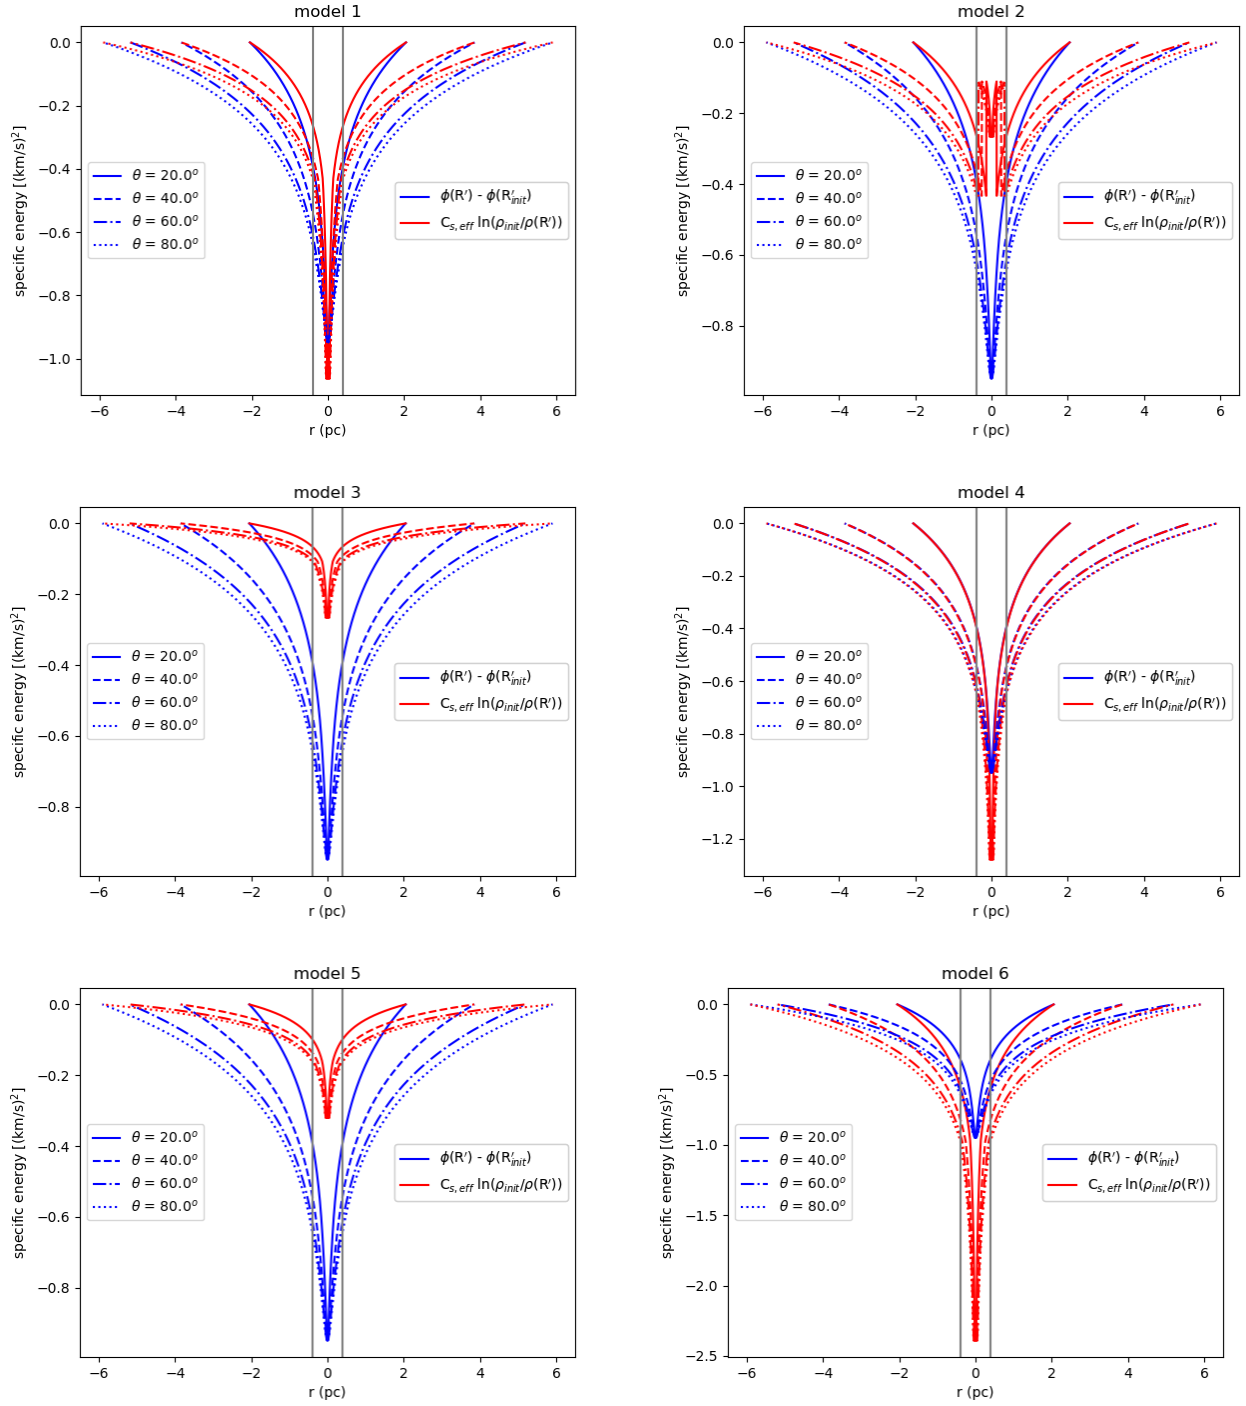 model 1
specific energy [(km/s)²]
0.0
−0.2
−0.4
−0.6
−0.8
−1.0
θ = 20.0°
θ = 40.0°
θ = 60.0°
θ = 80.0°
ϕ(R′) - ϕ(R′init)
Cs,eff ln(ρinit/ρ(R′))
−6 −4 −2 0 2 4 6
r (pc)
model 2
specific energy [(km/s)²]
0.0
−0.2
−0.4
−0.6
−0.8
θ = 20.0°
θ = 40.0°
θ = 60.0°
θ = 80.0°
ϕ(R′) - ϕ(R′init)
Cs,eff ln(ρinit/ρ(R′))
−6 −4 −2 0 2 4 6
r (pc)
model 3
specific energy [(km/s)²]
0.0
−0.2
−0.4
−0.6
−0.8
θ = 20.0°
θ = 40.0°
θ = 60.0°
θ = 80.0°
ϕ(R′) - ϕ(R′init)
Cs,eff ln(ρinit/ρ(R′))
−6 −4 −2 0 2 4 6
r (pc)
model 4
specific energy [(km/s)²]
0.0
−0.2
−0.4
−0.6
−0.8
−1.0
−1.2
θ = 20.0°
θ = 40.0°
θ = 60.0°
θ = 80.0°
ϕ(R′) - ϕ(R′init)
Cs,eff ln(ρinit/ρ(R′))
−6 −4 −2 0 2 4 6
r (pc)
model 5
specific energy [(km/s)²]
0.0
−0.2
−0.4
−0.6
−0.8
θ = 20.0°
θ = 40.0°
θ = 60.0°
θ = 80.0°
ϕ(R′) - ϕ(R′init)
Cs,eff ln(ρinit/ρ(R′))
−6 −4 −2 0 2 4 6
r (pc)
model 6
specific energy [(km/s)²]
0.0
−0.5
−1.0
−1.5
−2.0
−2.5
θ = 20.0°
θ = 40.0°
θ = 60.0°
θ = 80.0°
ϕ(R′) - ϕ(R′init)
Cs,eff ln(ρinit/ρ(R′))
−6 −4 −2 0 2 4 6
r (pc)